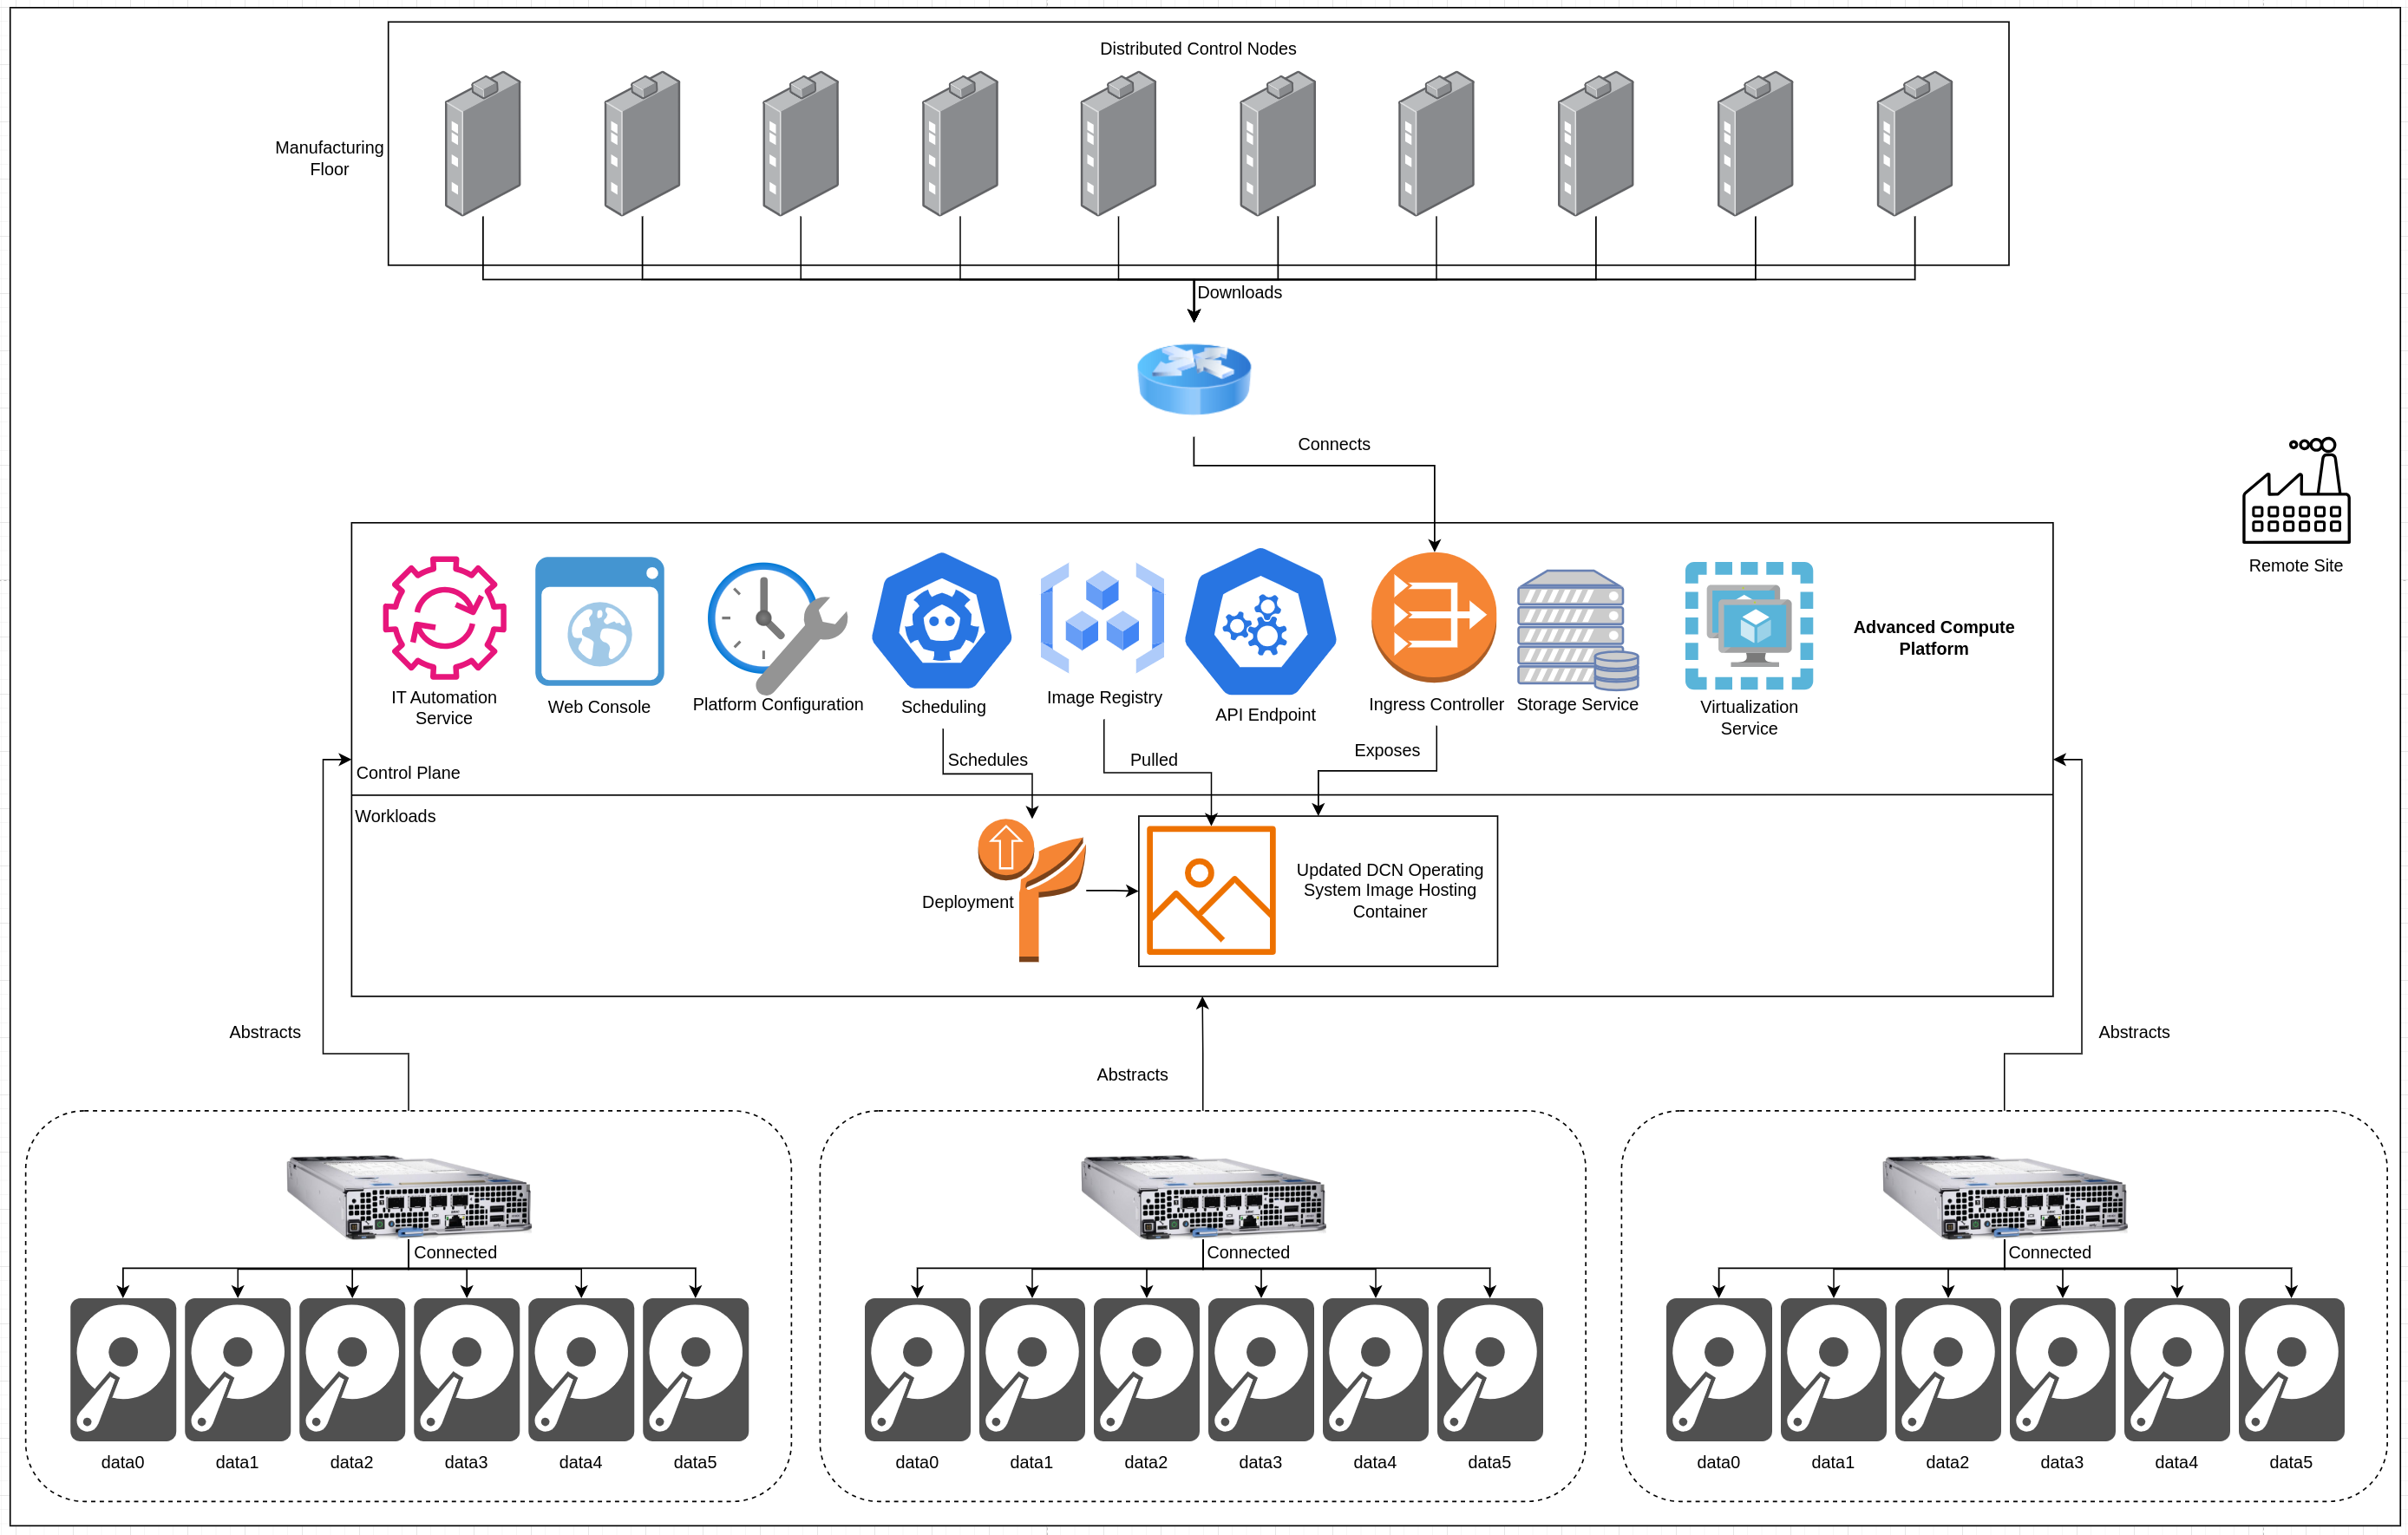 Distributed Control Nodes
Manufacturing
Floor
Downloads
Connects
Remote Site
Advanced Compute
Platform
IT Automation
Service
Web Console
Platform Configuration
Scheduling
Image Registry
API Endpoint
Ingress Controller
Storage Service
Virtualization
Service
Schedules
Pulled
Exposes
Control Plane
Workloads
Deployment
Updated DCN Operating
System Image Hosting
Container
Abstracts
Abstracts
Abstracts
Connected
Connected
Connected
data0
data1
data2
data3
data4
data5
data0
data1
data2
data3
data4
data5
data0
data1
data2
data3
data4
data5